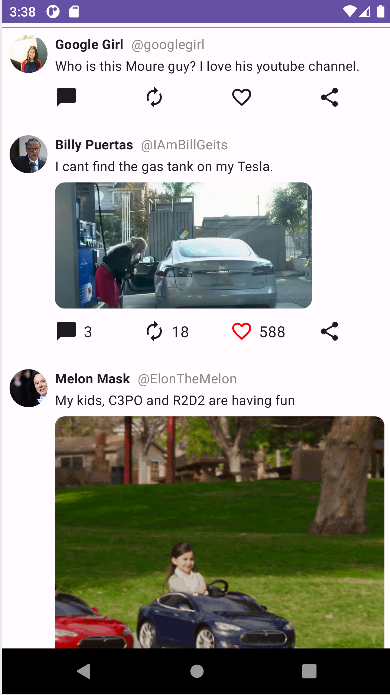 3:38
Google Girl @googlegirl
Who is this Moure guy? I love his youtube channel.
Billy Puertas @IAmBillGeits
I cant find the gas tank on my Tesla.
3 18 588
Melon Mask @ElonTheMelon
My kids, C3PO and R2D2 are having fun